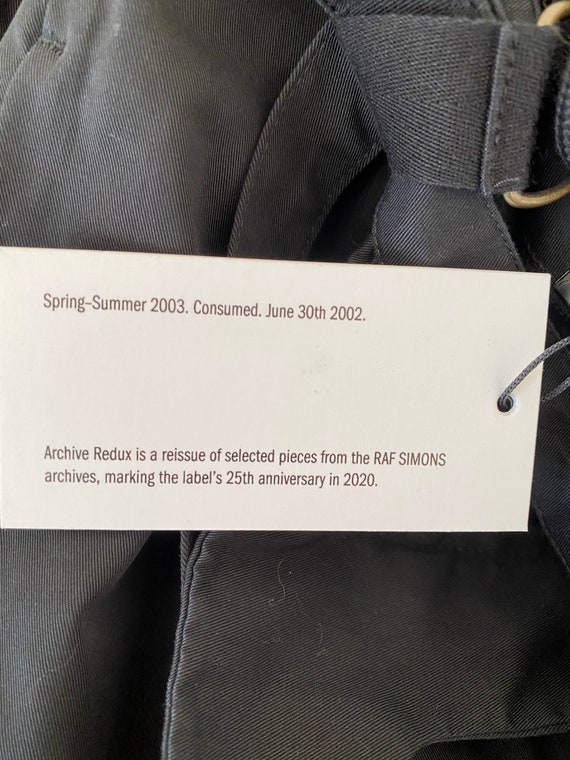 Spring–Summer 2003. Consumed. June 30th 2002.
Archive Redux is a reissue of selected pieces from the RAF SIMONS
archives, marking the label's 25th anniversary in 2020.